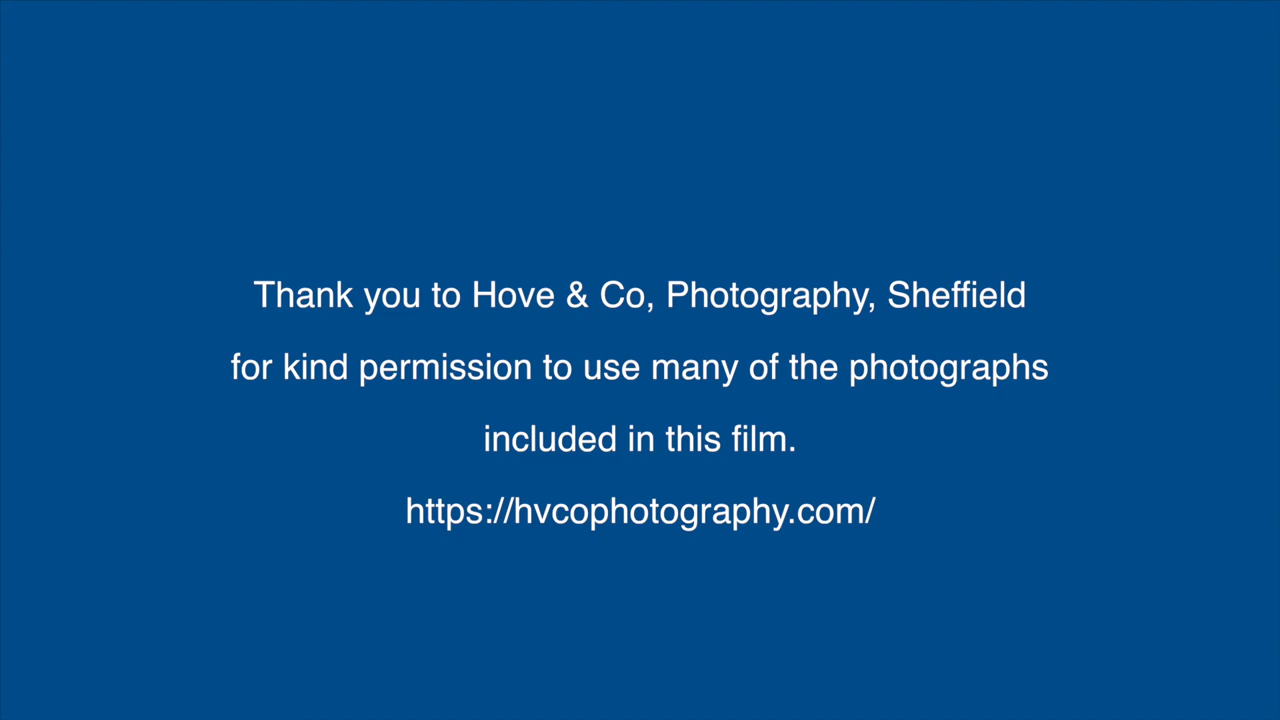 Thank you to Hove & Co, Photography, Sheffield
for kind permission to use many of the photographs
included in this film.
https://hvcophotography.com/